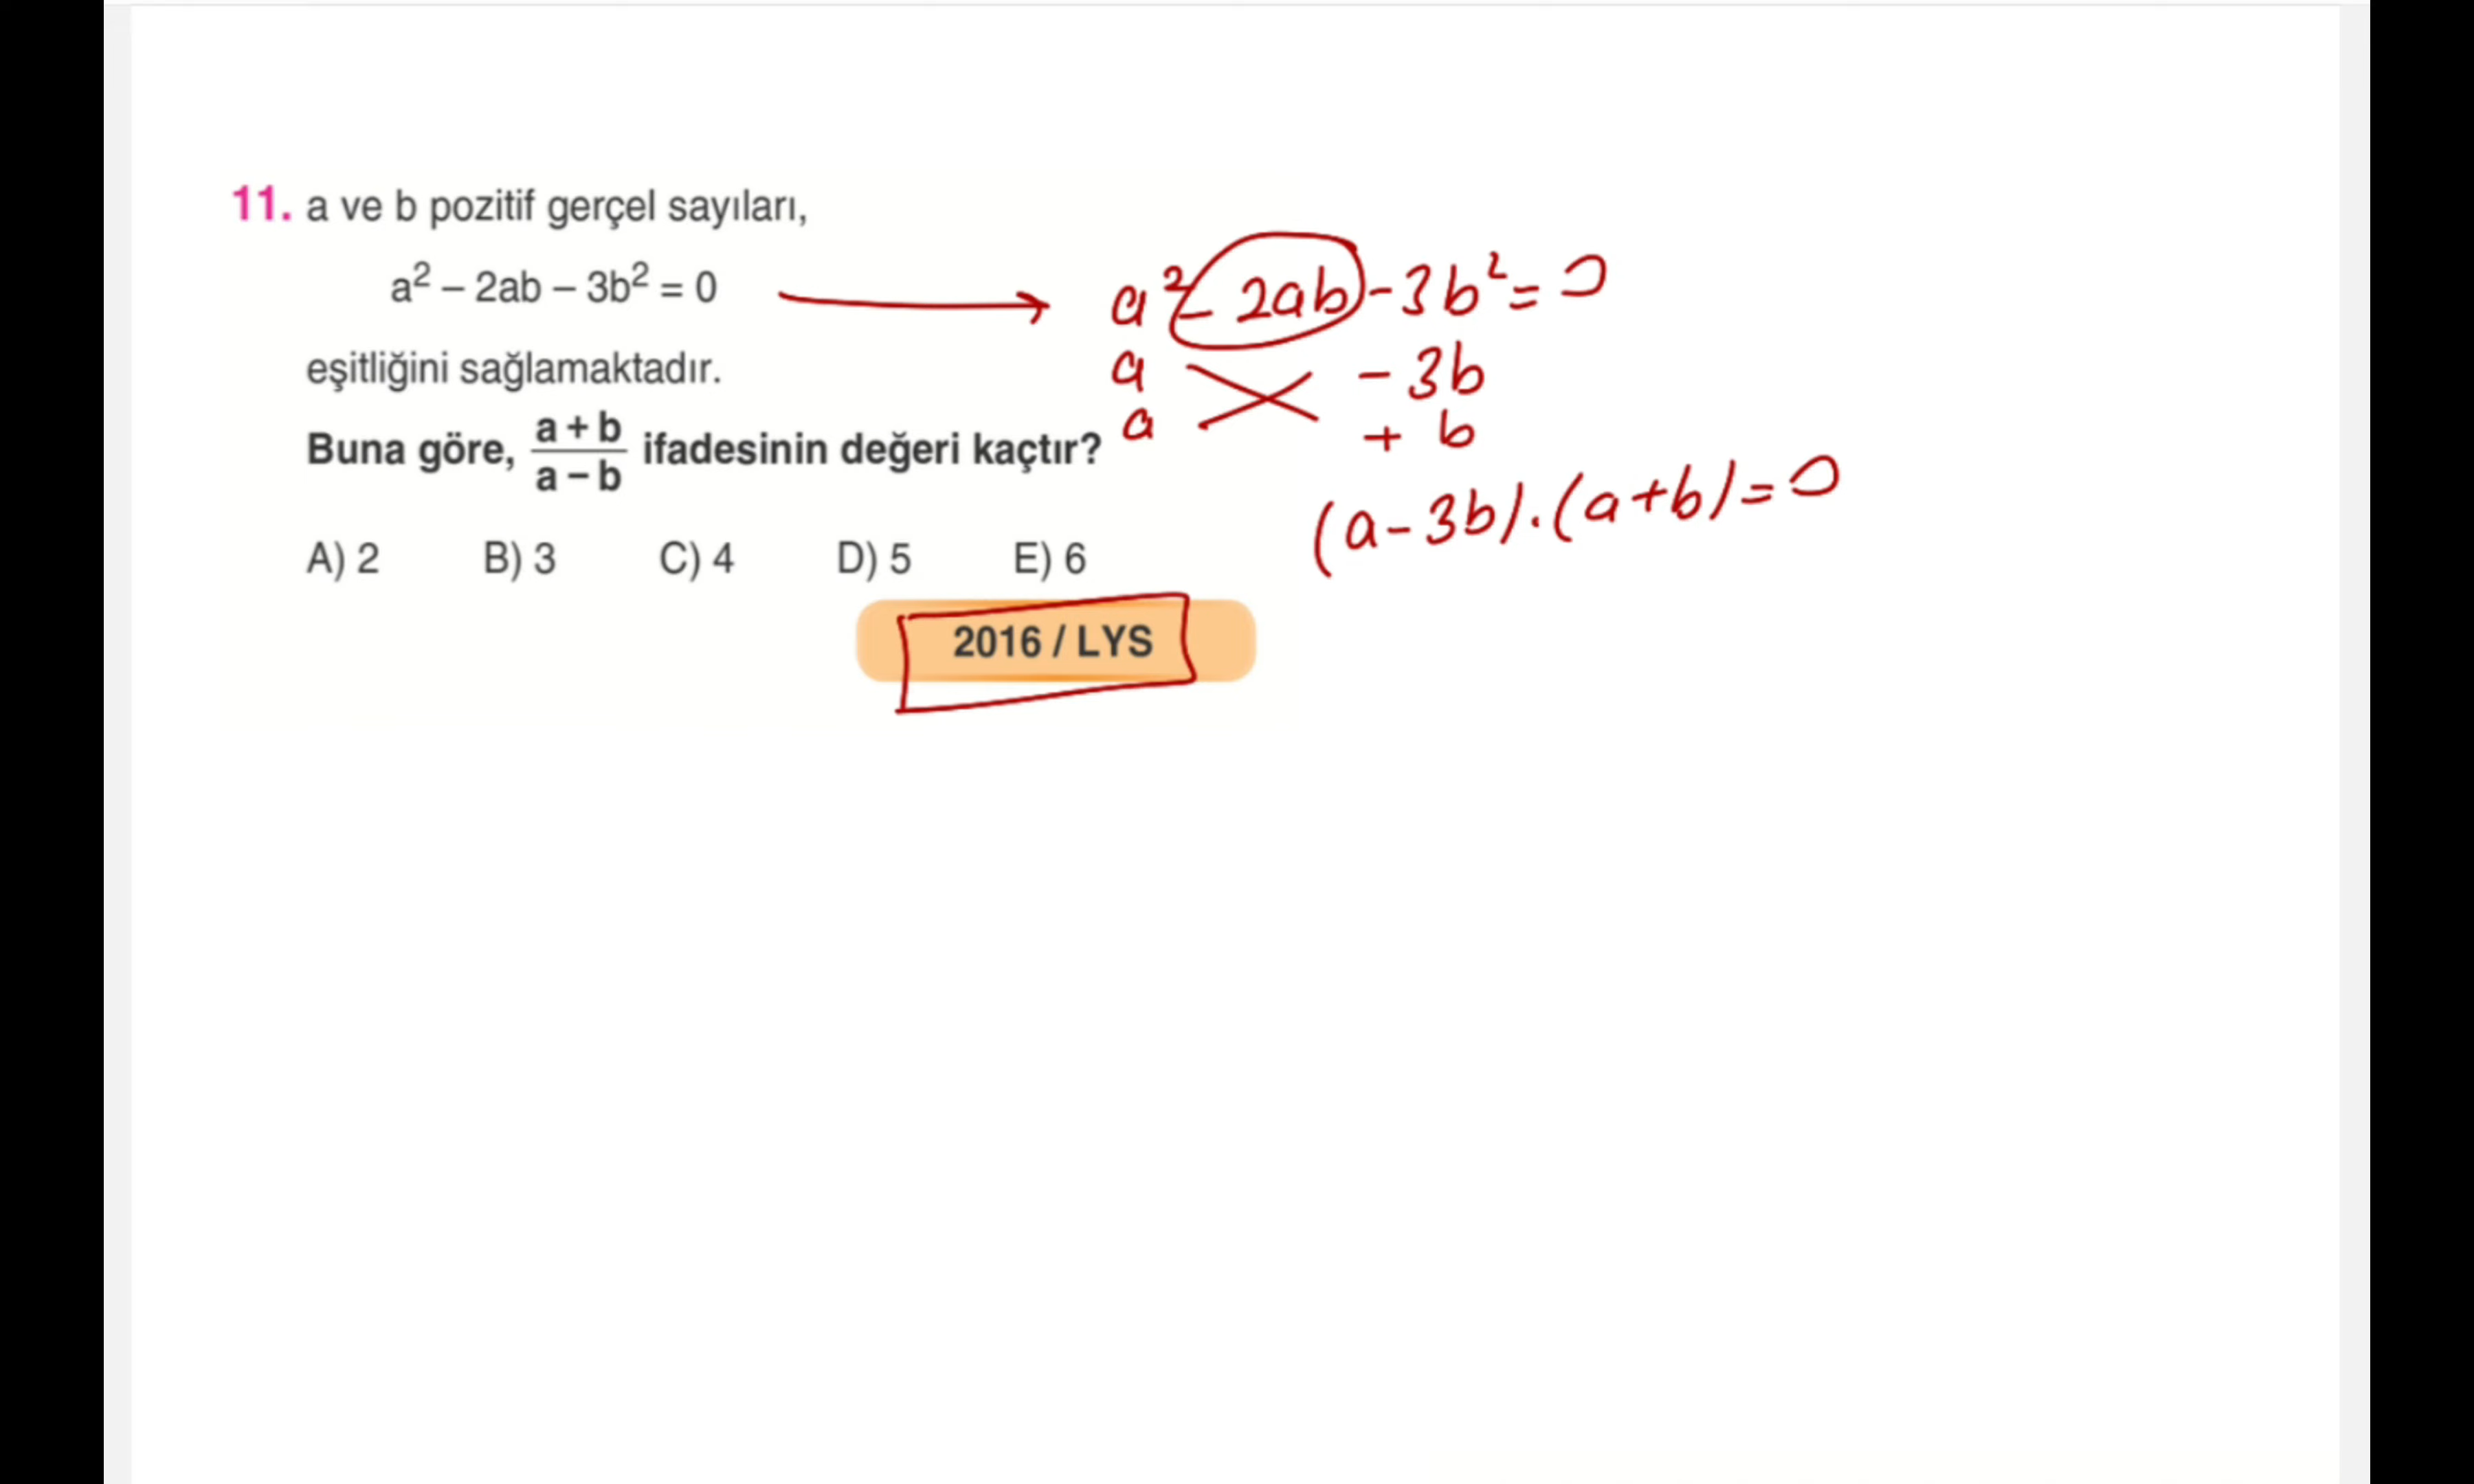 11. a ve b pozitif gerçel sayıları,
a² – 2ab – 3b² = 0
eşitliğini sağlamaktadır.
Buna göre, a + b / a – b ifadesinin değeri kaçtır?
A) 2 B) 3 C) 4 D) 5 E) 6
2016 / LYS
a² - 2ab - 3b² = 0
a - 3b
a + b
(a - 3b) . (a + b) = 0